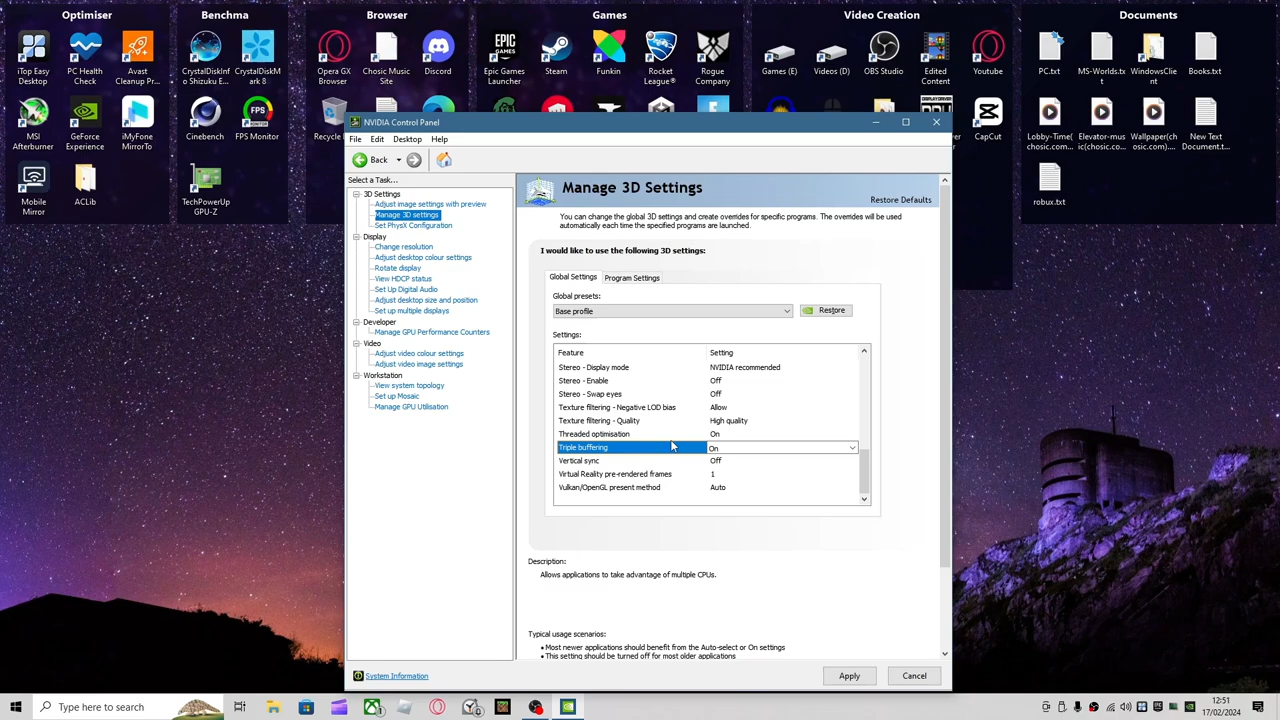 Optimiser
Benchma
Browser
Games
Video Creation
Documents
iTop Easy
Desktop
PC Health
Check
Avast
Cleanup Pr...
CrystalDiskInf
o Shizuku E...
CrystalDiskM
ark 8
Opera GX
Browser
Chosic Music
Site
Discord
Epic Games
Launcher
Steam
Funkin
Rocket
League®
Rogue
Company
Games (E)
Videos (D)
OBS Studio
Edited
Content
Youtube
PC.txt
MS-Worlds.tx
t
WindowsClie
nt
Books.txt
EPIC
GAMES
MSI
Afterburner
GeForce
Experience
iMyFone
MirrorTo
Cinebench
FPS
FPS Monitor
Recycle
CapCut
Lobby-Time(
chosic.com...
Elevator-mus
ic(chosic.co...
Wallpaper(ch
osic.com)....
New Text
Document.t...
Mobile
Mirror
ACLib
TechPowerUp
GPU-Z
robux.txt
NVIDIA Control Panel
File Edit Desktop Help
Back
Select a Task...
3D Settings
Adjust image settings with preview
Manage 3D settings
Set PhysX Configuration
Display
Change resolution
Adjust desktop colour settings
Rotate display
View HDCP status
Set Up Digital Audio
Adjust desktop size and position
Set up multiple displays
Developer
Manage GPU Performance Counters
Video
Adjust video colour settings
Adjust video image settings
Workstation
View system topology
Set up Mosaic
Manage GPU Utilisation
System Information
Manage 3D Settings
Restore Defaults
You can change the global 3D settings and create overrides for specific programs. The overrides will be used
automatically each time the specified programs are launched.
I would like to use the following 3D settings:
Global Settings Program Settings
Global presets:
Base profile
Restore
Settings:
Feature Setting
Stereo - Display mode NVIDIA recommended
Stereo - Enable Off
Stereo - Swap eyes Off
Texture filtering - Negative LOD bias Allow
Texture filtering - Quality High quality
Threaded optimisation On
Triple buffering On
Vertical sync Off
Virtual Reality pre-rendered frames 1
Vulkan/OpenGL present method Auto
Description:
Allows applications to take advantage of multiple CPUs.
Typical usage scenarios:
• Most newer applications should benefit from the Auto-select or On settings
• This setting should be turned off for most older applications
Apply Cancel
Type here to search
12:51
17/02/2024